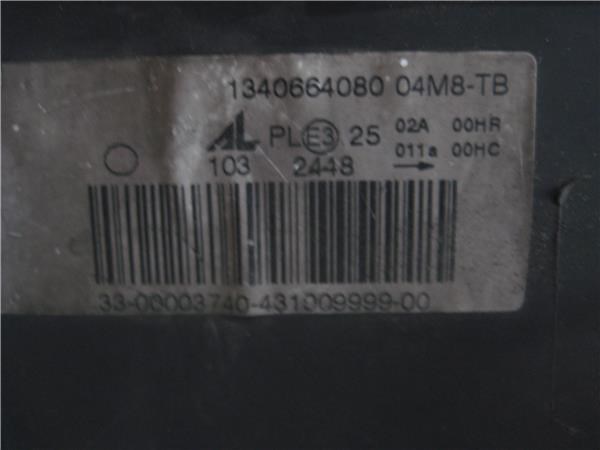 1340664080 04M8-TB
AL PL E3 25 02A 00HR
011a 00HC
103 2448
33-00003740-431009999-00